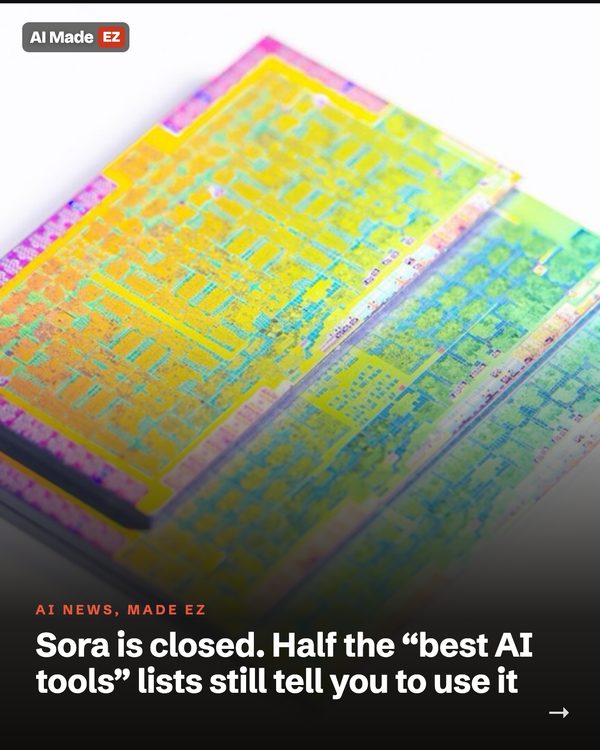 AI Made EZ
AI NEWS, MADE EZ
Sora is closed. Half the “best AI
tools” lists still tell you to use it
→